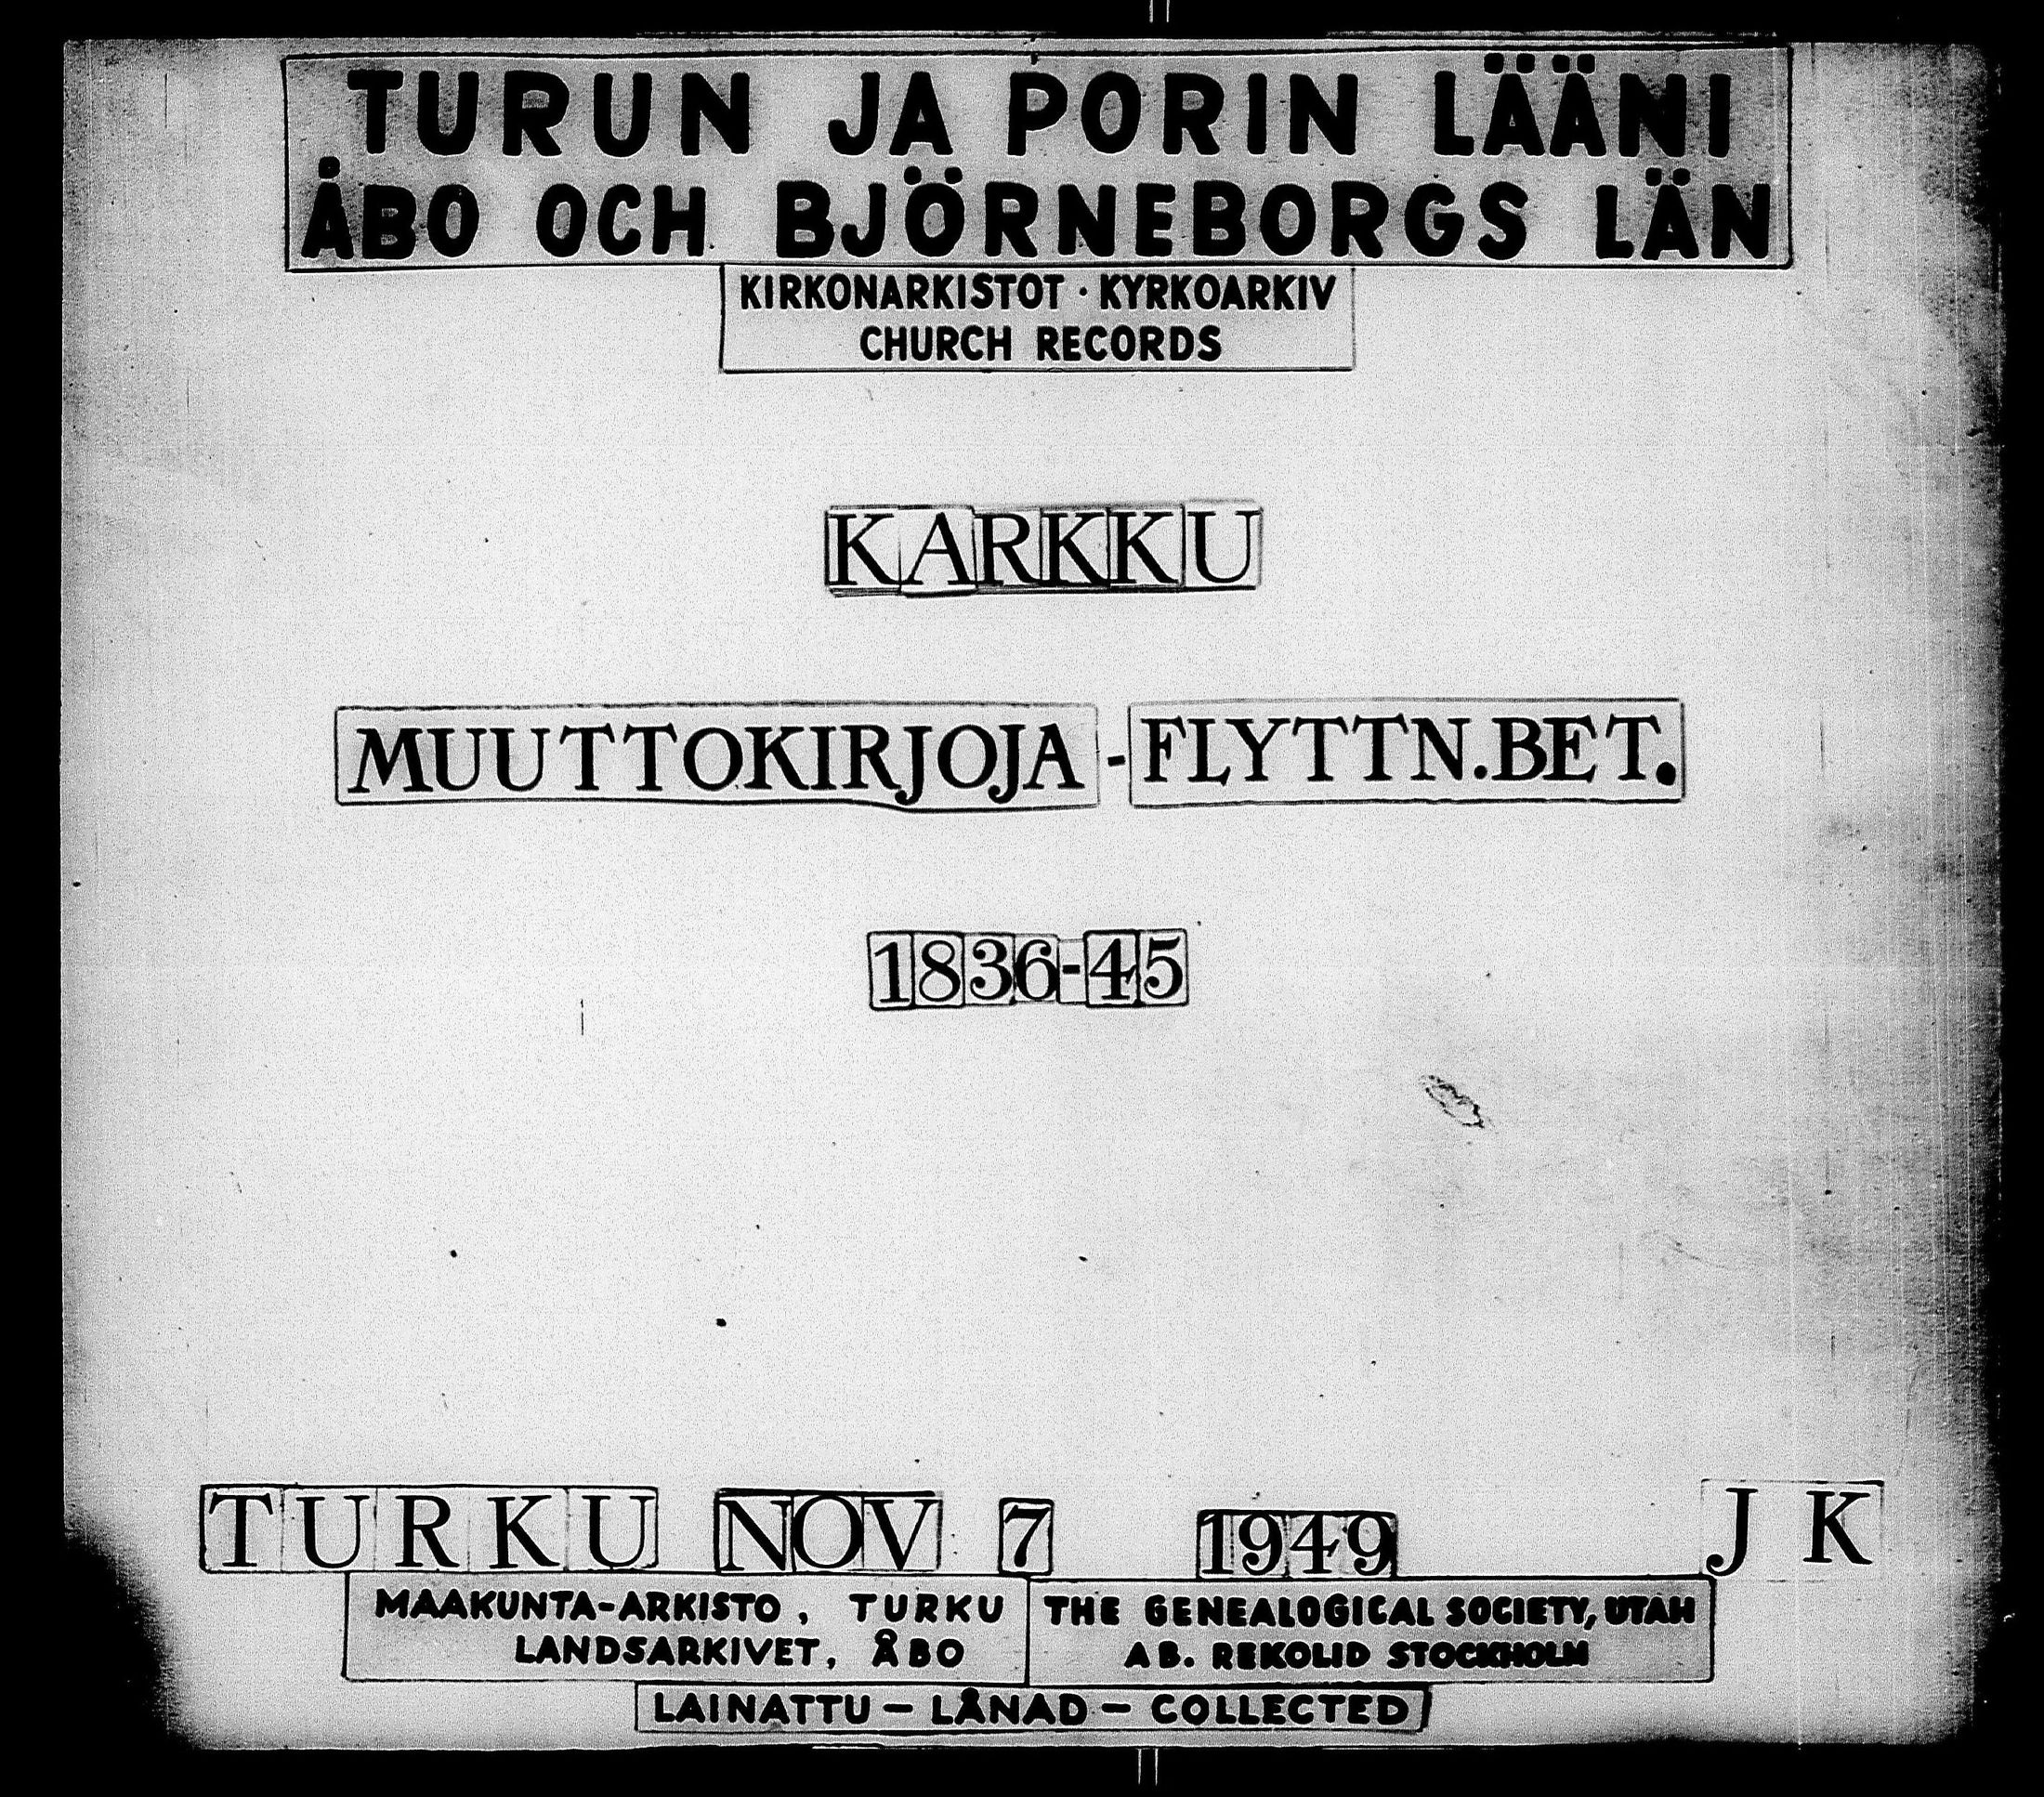 TURUN JA PORIN LÄÄNI
ÅBO OCH BJÖRNEBORGS LÄN
KIRKONARKISTOT · KYRKOARKIV
CHURCH RECORDS
KARKKU
MUUTTOKIRJOJA - FLYTTN.BET.
1836-45
TURKU NOV 7 1949 J K
MAAKUNTA-ARKISTO, TURKU
LANDSARKIVET, ÅBO
THE GENEALOGICAL SOCIETY, UTAH
AB. REKOLID STOCKHOLM
LAINATTU - LÅNAD - COLLECTED